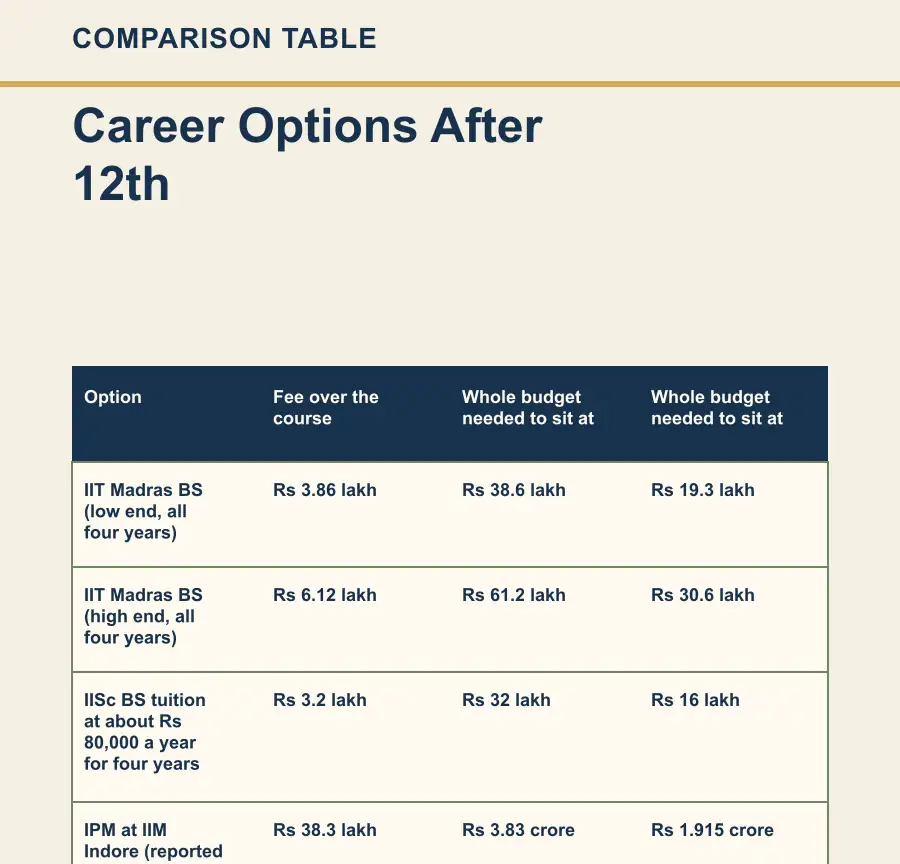 COMPARISON TABLE
Career Options After
12th
Option
Fee over the
course
Whole budget
needed to sit at
Whole budget
needed to sit at
IIT Madras BS
(low end, all
four years)
Rs 3.86 lakh
Rs 38.6 lakh
Rs 19.3 lakh
IIT Madras BS
(high end, all
four years)
Rs 6.12 lakh
Rs 61.2 lakh
Rs 30.6 lakh
IISc BS tuition
at about Rs
80,000 a year
for four years
Rs 3.2 lakh
Rs 32 lakh
Rs 16 lakh
IPM at IIM
Indore (reported
Rs 38.3 lakh
Rs 3.83 crore
Rs 1.915 crore